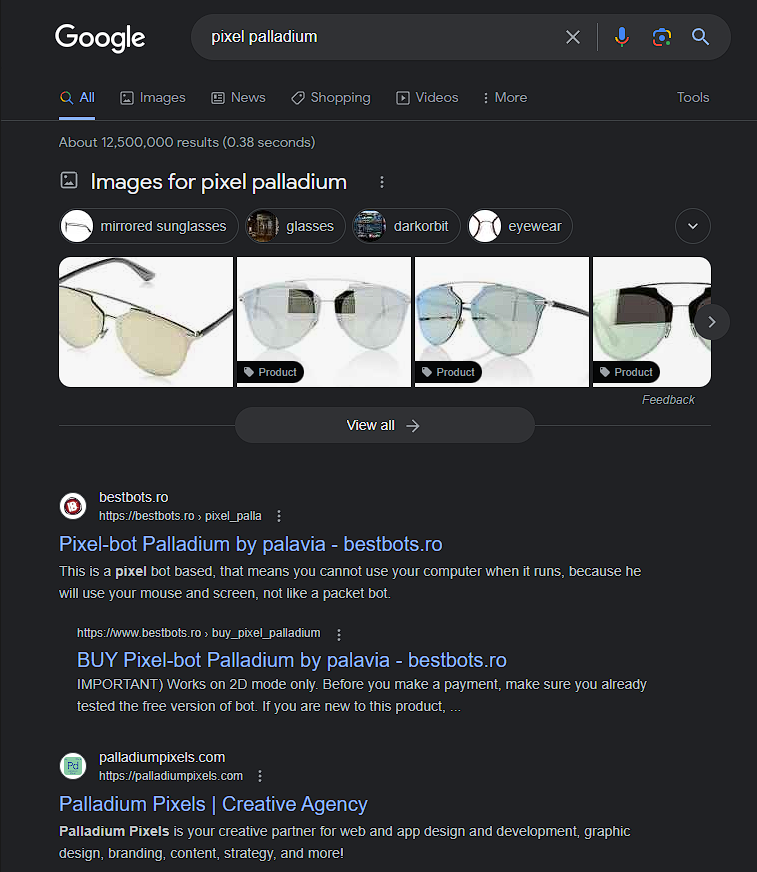 Google
pixel palladium
All Images News Shopping Videos More Tools
About 12,500,000 results (0.38 seconds)
Images for pixel palladium
mirrored sunglasses glasses darkorbit eyewear
Product Product Product
Feedback
View all
bestbots.ro
https://bestbots.ro › pixel_palla
Pixel-bot Palladium by palavia - bestbots.ro
This is a pixel bot based, that means you cannot use your computer when it runs, because he
will use your mouse and screen, not like a packet bot.
https://www.bestbots.ro › buy_pixel_palladium
BUY Pixel-bot Palladium by palavia - bestbots.ro
IMPORTANT) Works on 2D mode only. Before you make a payment, make sure you already
tested the free version of bot. If you are new to this product, ...
Pd
palladiumpixels.com
https://palladiumpixels.com
Palladium Pixels | Creative Agency
Palladium Pixels is your creative partner for web and app design and development, graphic
design, branding, content, strategy, and more!